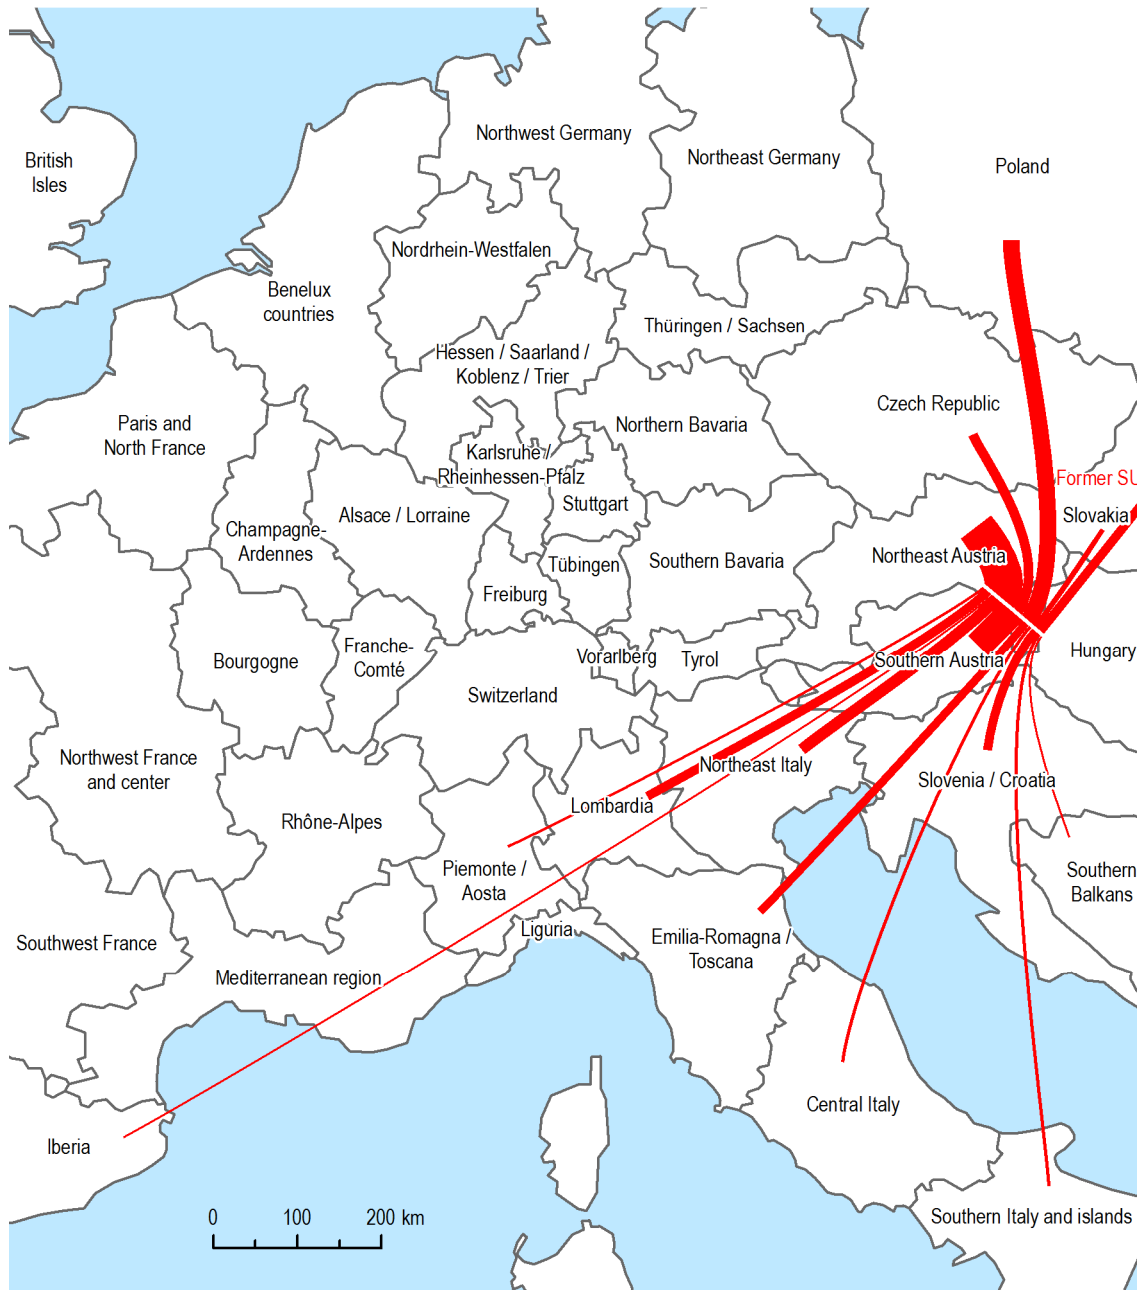 Northwest Germany
Northeast Germany
Poland
British
Isles
Nordrhein-Westfalen
Benelux
countries
Thüringen / Sachsen
Hessen / Saarland /
Koblenz / Trier
Czech Republic
Paris and
North France
Northern Bavaria
Karlsruhe /
Rheinhessen-Pfalz
Former SU
Stuttgart
Alsace / Lorraine
Slovakia
Champagne-
Ardennes
Northeast Austria
Tübingen
Southern Bavaria
Freiburg
Franche-
Comté
Bourgogne
Vorarlberg
Tyrol
Southern Austria
Hungary
Switzerland
Northwest France
and center
Northeast Italy
Slovenia / Croatia
Lombardia
Rhône-Alpes
Piemonte /
Aosta
Southern
Balkans
Southwest France
Liguria
Emilia-Romagna /
Toscana
Mediterranean region
Central Italy
Iberia
Southern Italy and islands
0 100 200 km